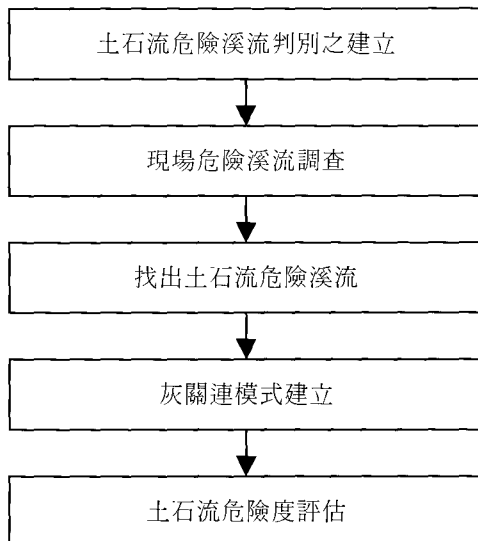 土石流危險溪流判別之建立
現場危險溪流調查
找出土石流危險溪流
灰關連模式建立
土石流危險度評估